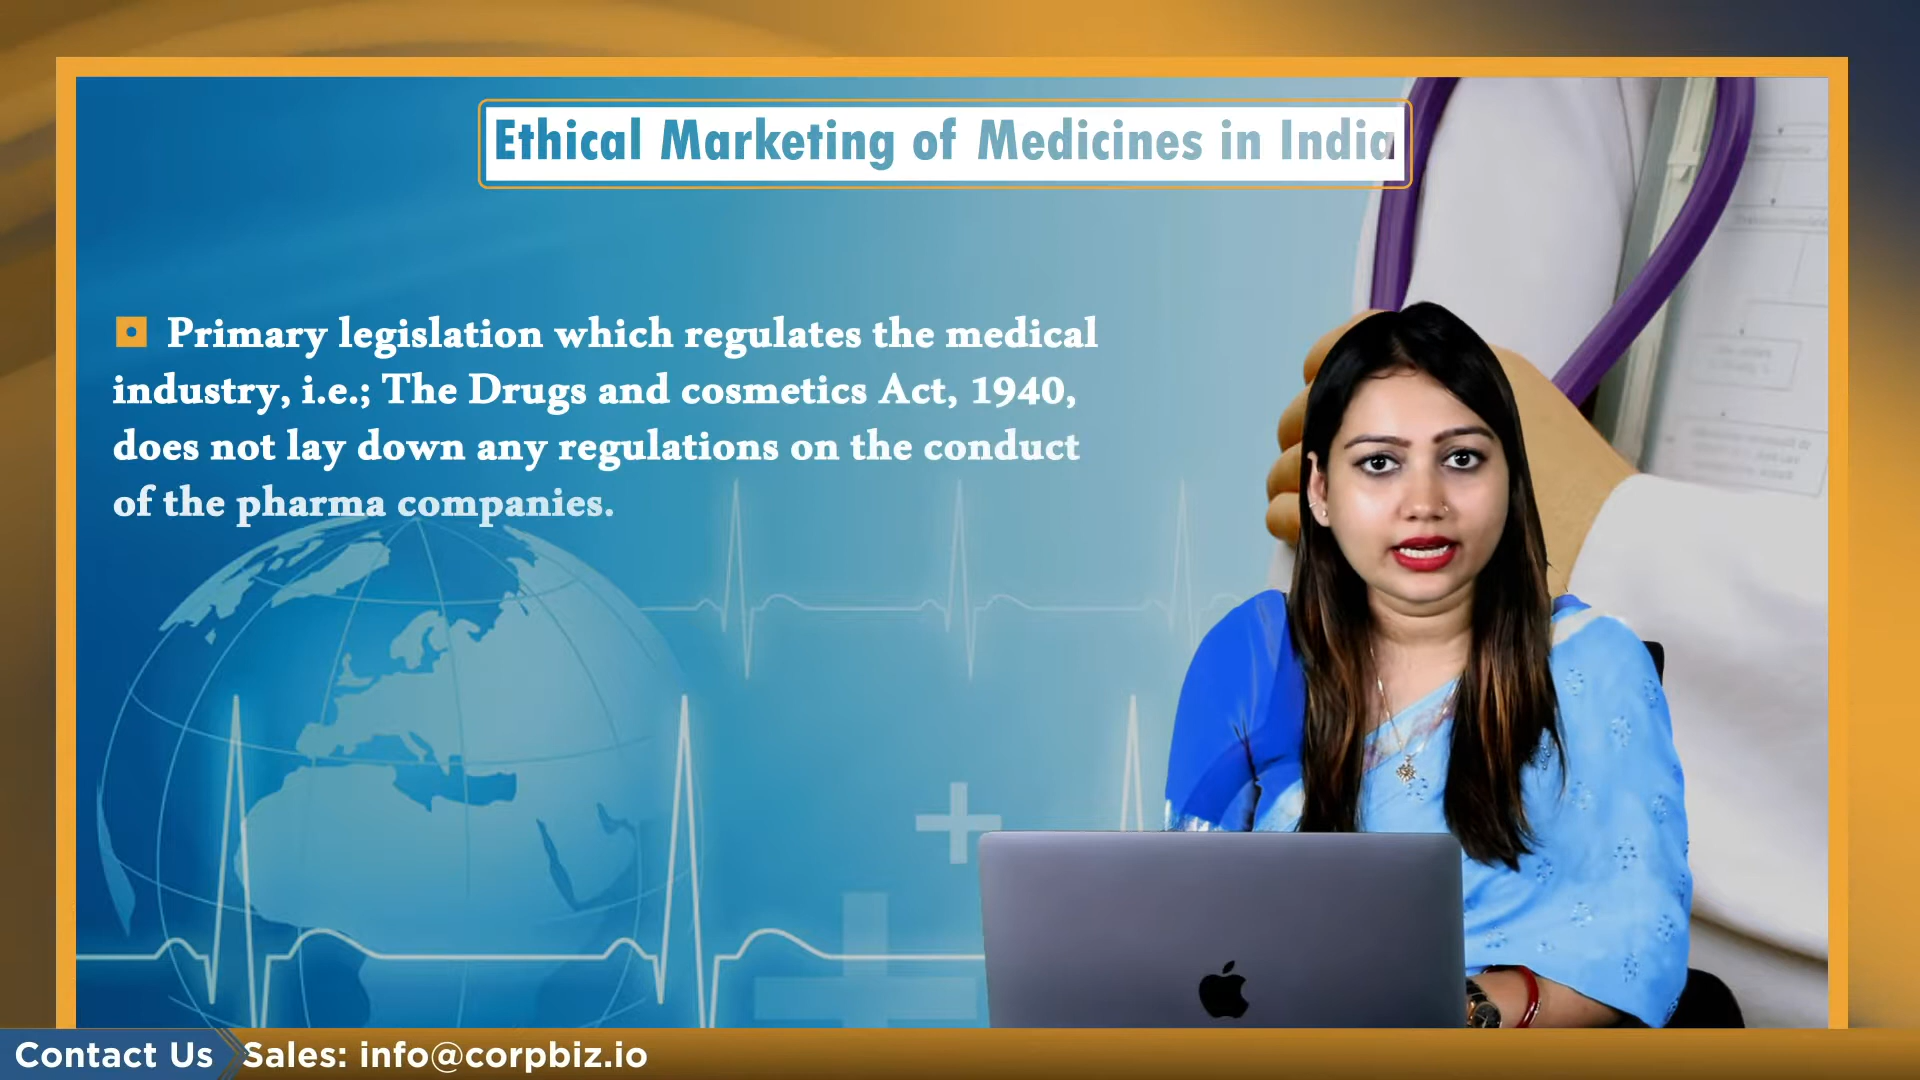 Ethical Marketing of Medicines in India
Primary legislation which regulates the medical
industry, i.e.; The Drugs and cosmetics Act, 1940,
does not lay down any regulations on the conduct
of the pharma companies.
Contact Us Sales: info@corpbiz.io